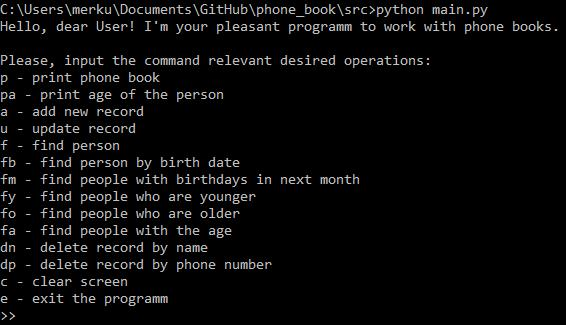 C:\Users\merku\Documents\GitHub\phone_book\src>python main.py
Hello, dear User! I'm your pleasant programm to work with phone books.
Please, input the command relevant desired operations:
p - print phone book
pa - print age of the person
a - add new record
u - update record
f - find person
fb - find person by birth date
fm - find people with birthdays in next month
fy - find people who are younger
fo - find people who are older
fa - find people with the age
dn - delete record by name
dp - delete record by phone number
c - clear screen
e - exit the programm
>>